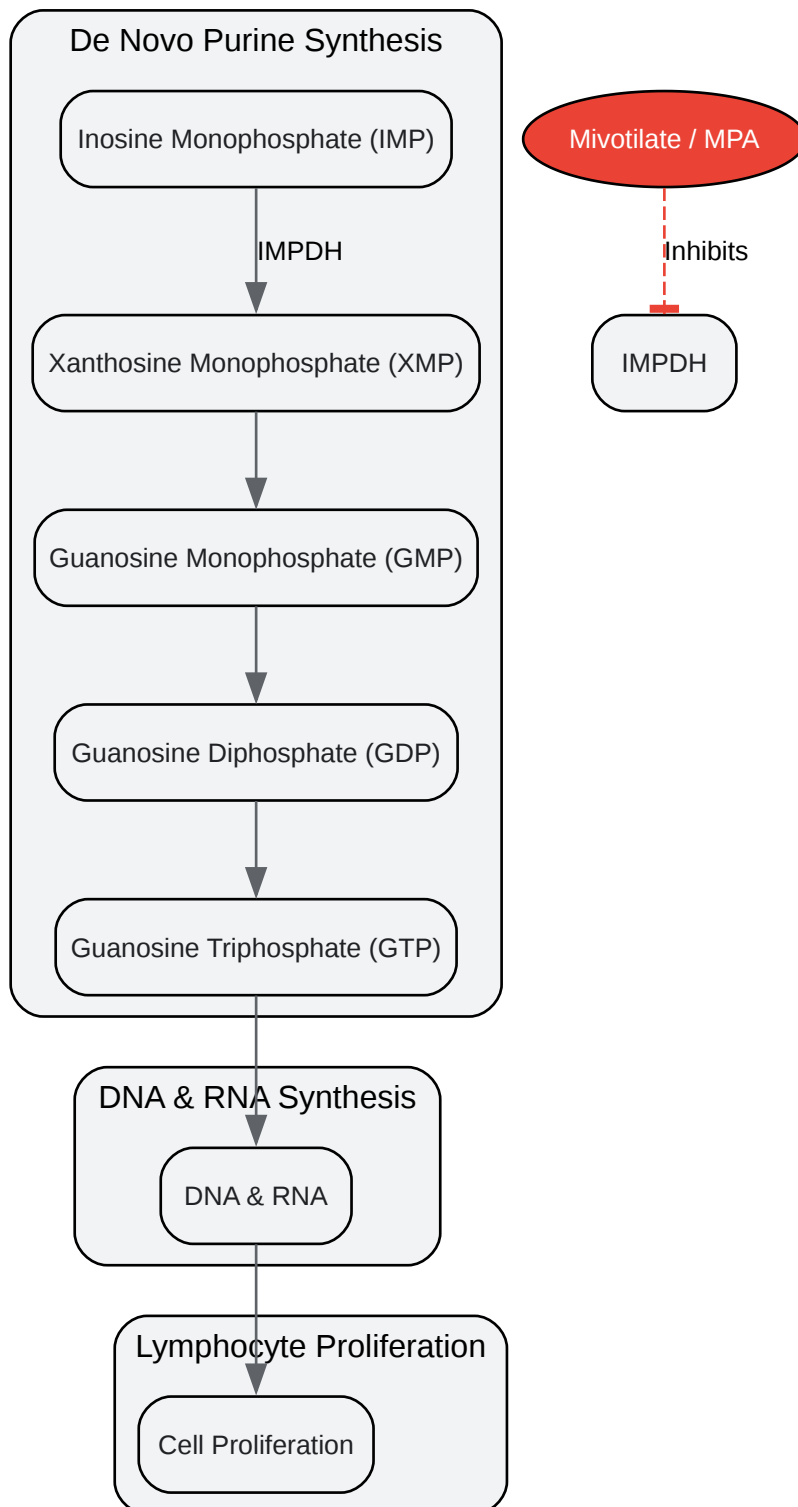 De Novo Purine Synthesis
Inosine Monophosphate (IMP)
Mivotilate / MPA
IMPDH
Inhibits
Xanthosine Monophosphate (XMP)
IMPDH
Guanosine Monophosphate (GMP)
Guanosine Diphosphate (GDP)
Guanosine Triphosphate (GTP)
DNA & RNA Synthesis
DNA & RNA
Lymphocyte Proliferation
Cell Proliferation